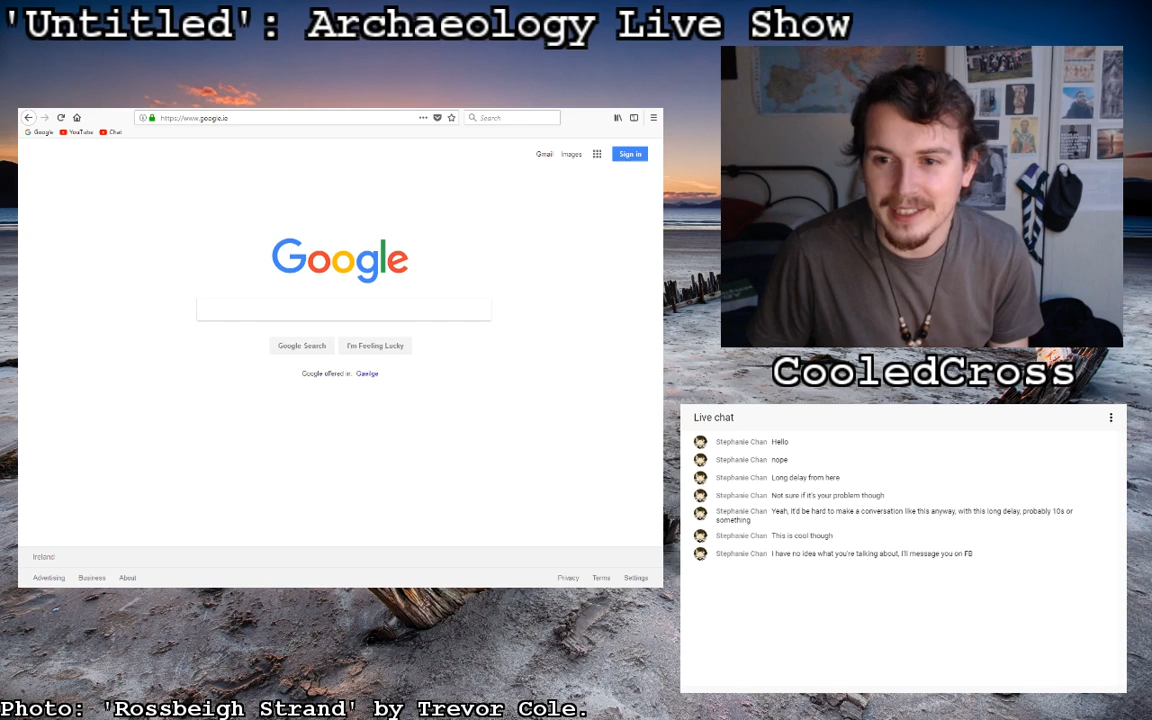 'Untitled': Archaeology Live Show
https://www.google.ie
Search
Google
YouTube
Chat
Gmail
Images
Sign in
Google
Google Search
I'm Feeling Lucky
Google offered in: Gaeilge
Ireland
Advertising
Business
About
Privacy
Terms
Settings
CooledCross
Live chat
Stephanie Chan Hello
Stephanie Chan nope
Stephanie Chan Long delay from here
Stephanie Chan Not sure if it's your problem though
Stephanie Chan Yeah, it'd be hard to make a conversation like this anyway, with this long delay, probably 10s or
something
Stephanie Chan This is cool though
Stephanie Chan I have no idea what you're talking about, I'll message you on FB
Photo: 'Rossbeigh Strand' by Trevor Cole.